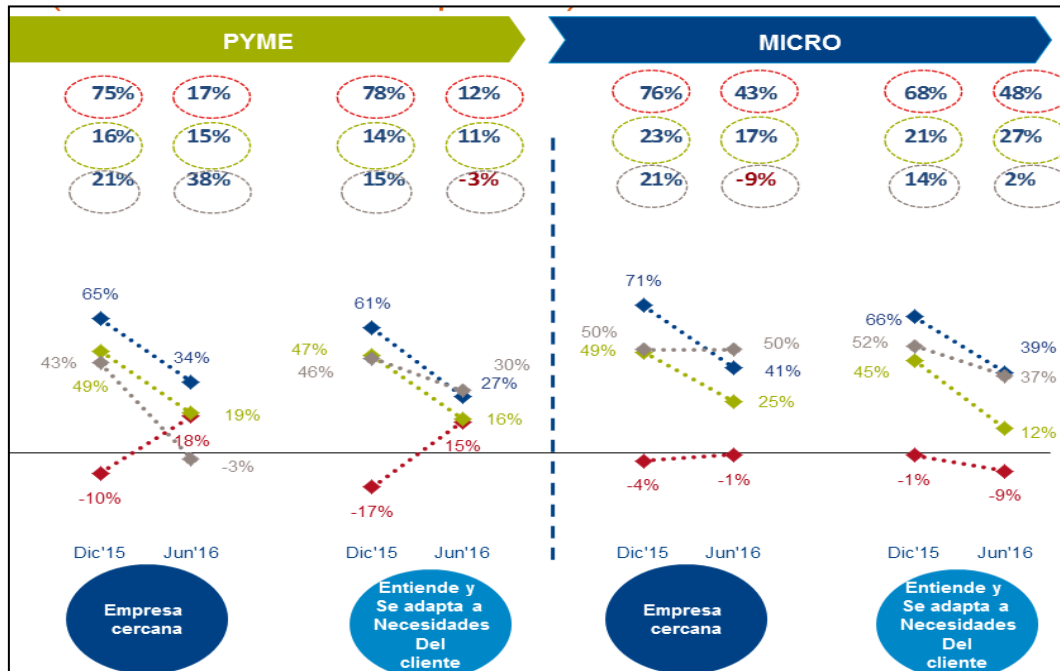 PYME
MICRO
75% 17% 78% 12% 76% 43% 68% 48%
16% 15% 14% 11% 23% 17% 21% 27%
21% 38% 15% -3% 21% -9% 14% 2%
65%
43%
49%
-10%
34%
19%
18%
-3%
61%
47%
46%
-17%
30%
27%
16%
15%
71%
50%
49%
-4%
50%
41%
25%
-1%
66%
52%
45%
-1%
39%
37%
12%
-9%
Dic'15 Jun'16 Dic'15 Jun'16 Dic'15 Jun'16 Dic'15 Jun'16
Empresa
cercana
Entiende y
Se adapta a
Necesidades
Del
cliente
Empresa
cercana
Entiende y
Se adapta a
Necesidades
Del
cliente